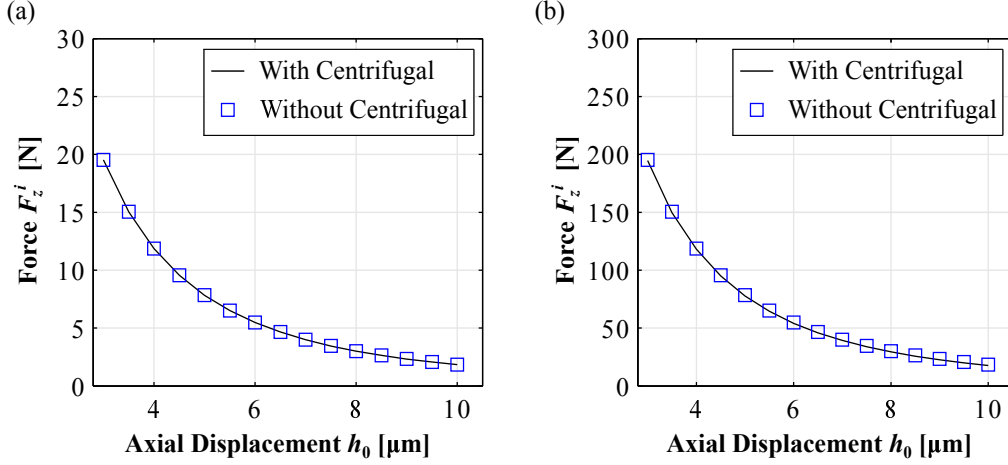 (a)
30
25
20
15
10
5
0
4
6
8
10
Force F_z^i [N]
Axial Displacement h₀ [µm]
With Centrifugal
Without Centrifugal
(b)
300
250
200
150
100
50
0
4
6
8
10
Force F_z^i [N]
Axial Displacement h₀ [µm]
With Centrifugal
Without Centrifugal